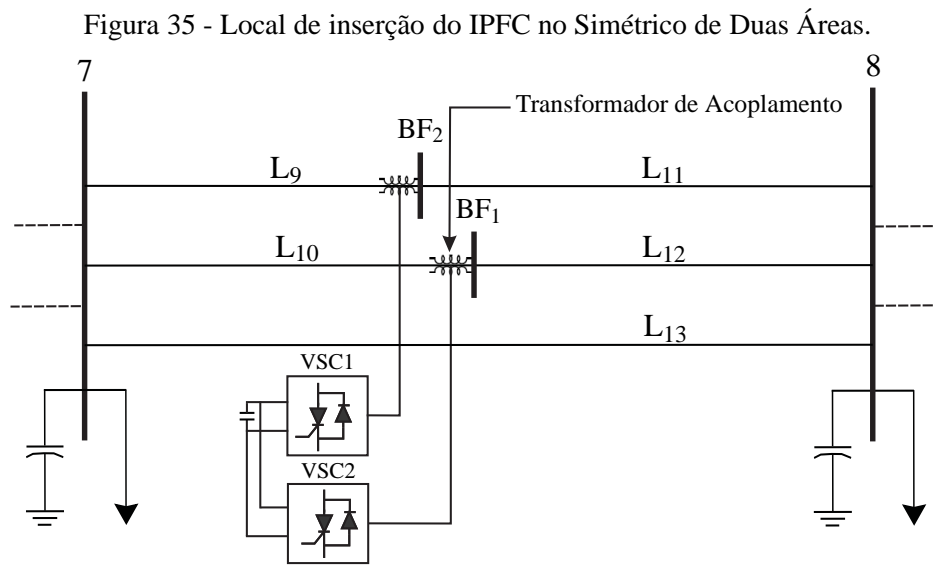 Figura 35 - Local de inserção do IPFC no Simétrico de Duas Áreas.
7
8
Transformador de Acoplamento
BF₂
L₉
L₁₁
BF₁
L₁₀
L₁₂
L₁₃
VSC1
VSC2